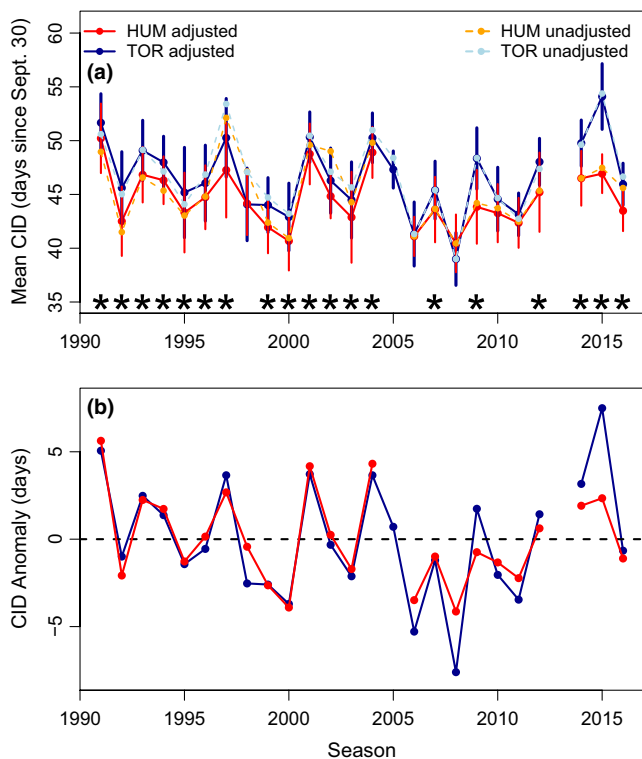 HUM adjusted
TOR adjusted
HUM unadjusted
TOR unadjusted
(a)
Mean CID (days since Sept. 30)
60
55
50
45
40
35
* * * * * * * * * * * * * * * * * * *
1990 1995 2000 2005 2010 2015
(b)
CID Anomaly (days)
5
0
−5
1990 1995 2000 2005 2010 2015
Season